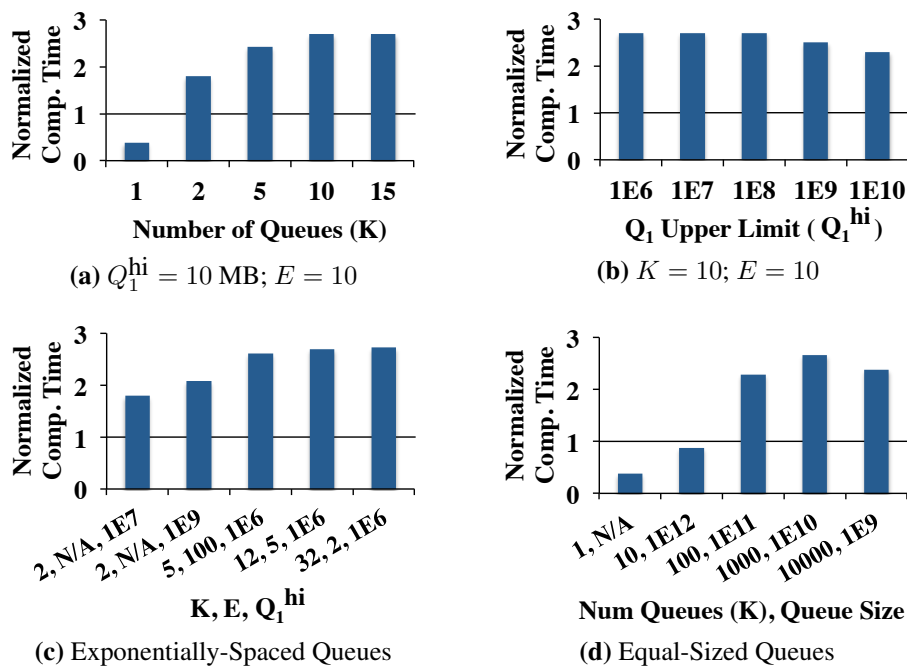 Normalized
Comp. Time
3
2
1
0
1 2 5 10 15
Number of Queues (K)
(a) Q₁ʰⁱ = 10 MB; E = 10
Normalized
Comp. Time
3
2
1
0
1E6 1E7 1E8 1E9 1E10
Q₁ Upper Limit ( Q₁ʰⁱ)
(b) K = 10; E = 10
Normalized
Comp. Time
3
2
1
0
2, N/A, 1E7
2, N/A, 1E9
5, 100, 1E6
12, 5, 1E6
32, 2, 1E6
K, E, Q₁ʰⁱ
(c) Exponentially-Spaced Queues
Normalized
Comp. Time
3
2
1
0
1, N/A
10, 1E12
100, 1E11
1000, 1E10
10000, 1E9
Num Queues (K), Queue Size
(d) Equal-Sized Queues